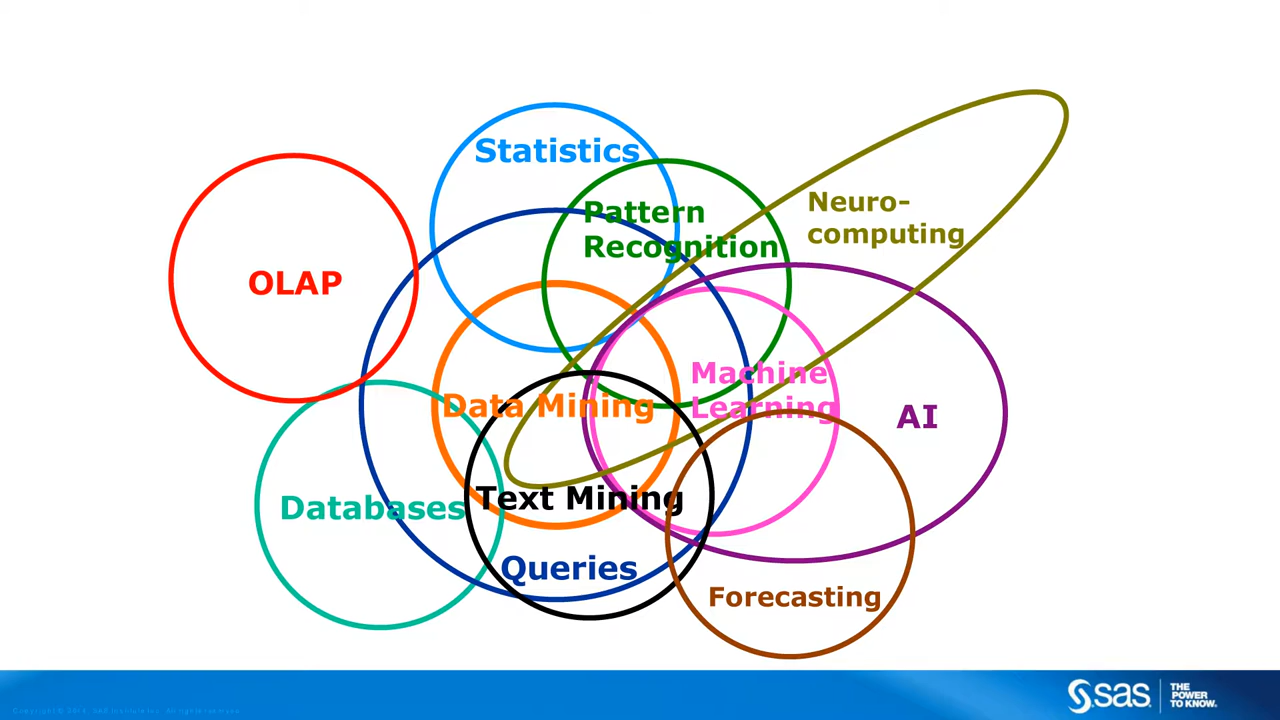 Statistics
Pattern
Recognition
Neuro-
computing
OLAP
Machine
Learning
Data Mining
AI
Text Mining
Databases
Queries
Forecasting
sas
THE
POWER
TO KNOW.